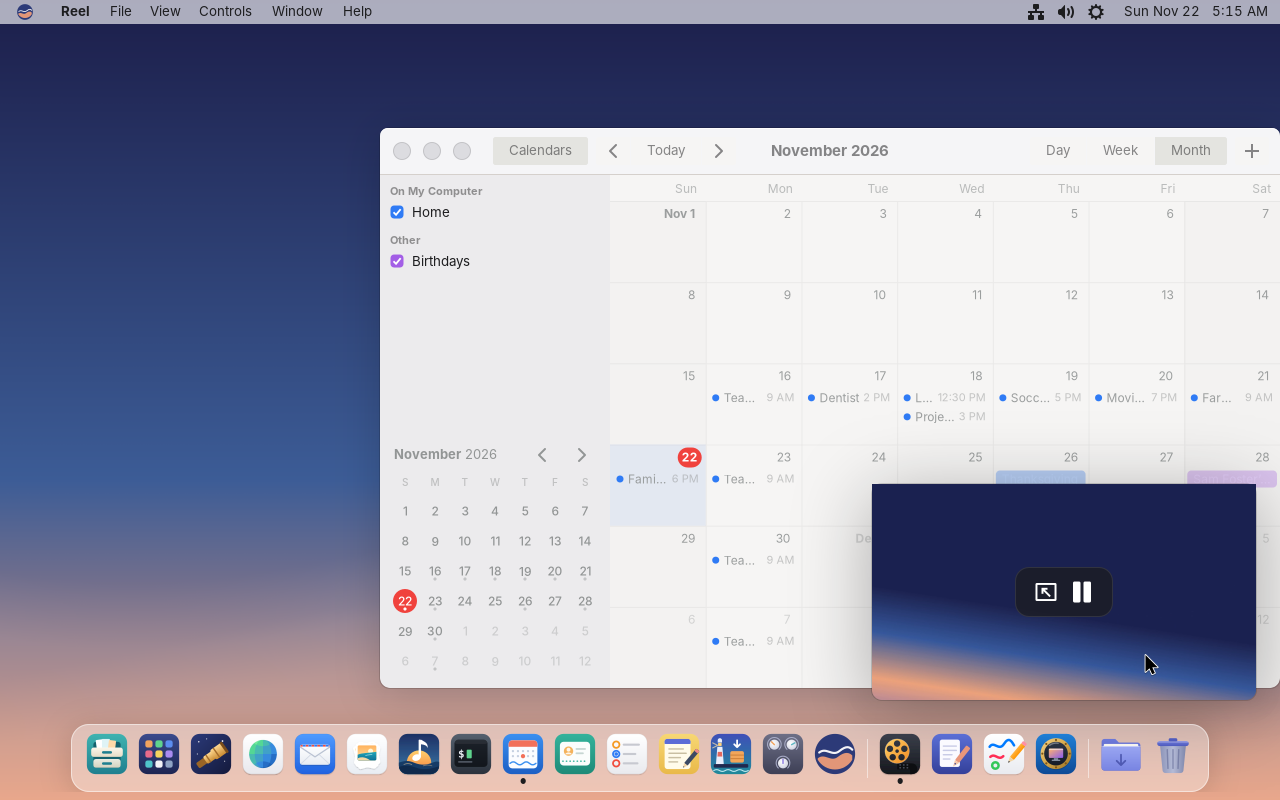 Reel File View Controls Window Help Sun Nov 22 5:15 AM
Calendars Today November 2026 Day Week Month
On My Computer
Home
Other
Birthdays
Sun Mon Tue Wed Thu Fri Sat
Nov 1 2 3 4 5 6 7
8 9 10 11 12 13 14
15 16 17 18 19 20 21
Tea... 9 AM Dentist 2 PM L... 12:30 PM Socc... 5 PM Movi... 7 PM Far... 9 AM
Proje... 3 PM
22 23 24 25 26 27 28
Fami... 6 PM Tea... 9 AM
29 30 De 5
Tea... 9 AM
6 7 12
Tea... 9 AM
November 2026
S M T W T F S
1 2 3 4 5 6 7
8 9 10 11 12 13 14
15 16 17 18 19 20 21
22 23 24 25 26 27 28
29 30 1 2 3 4 5
6 7 8 9 10 11 12
$